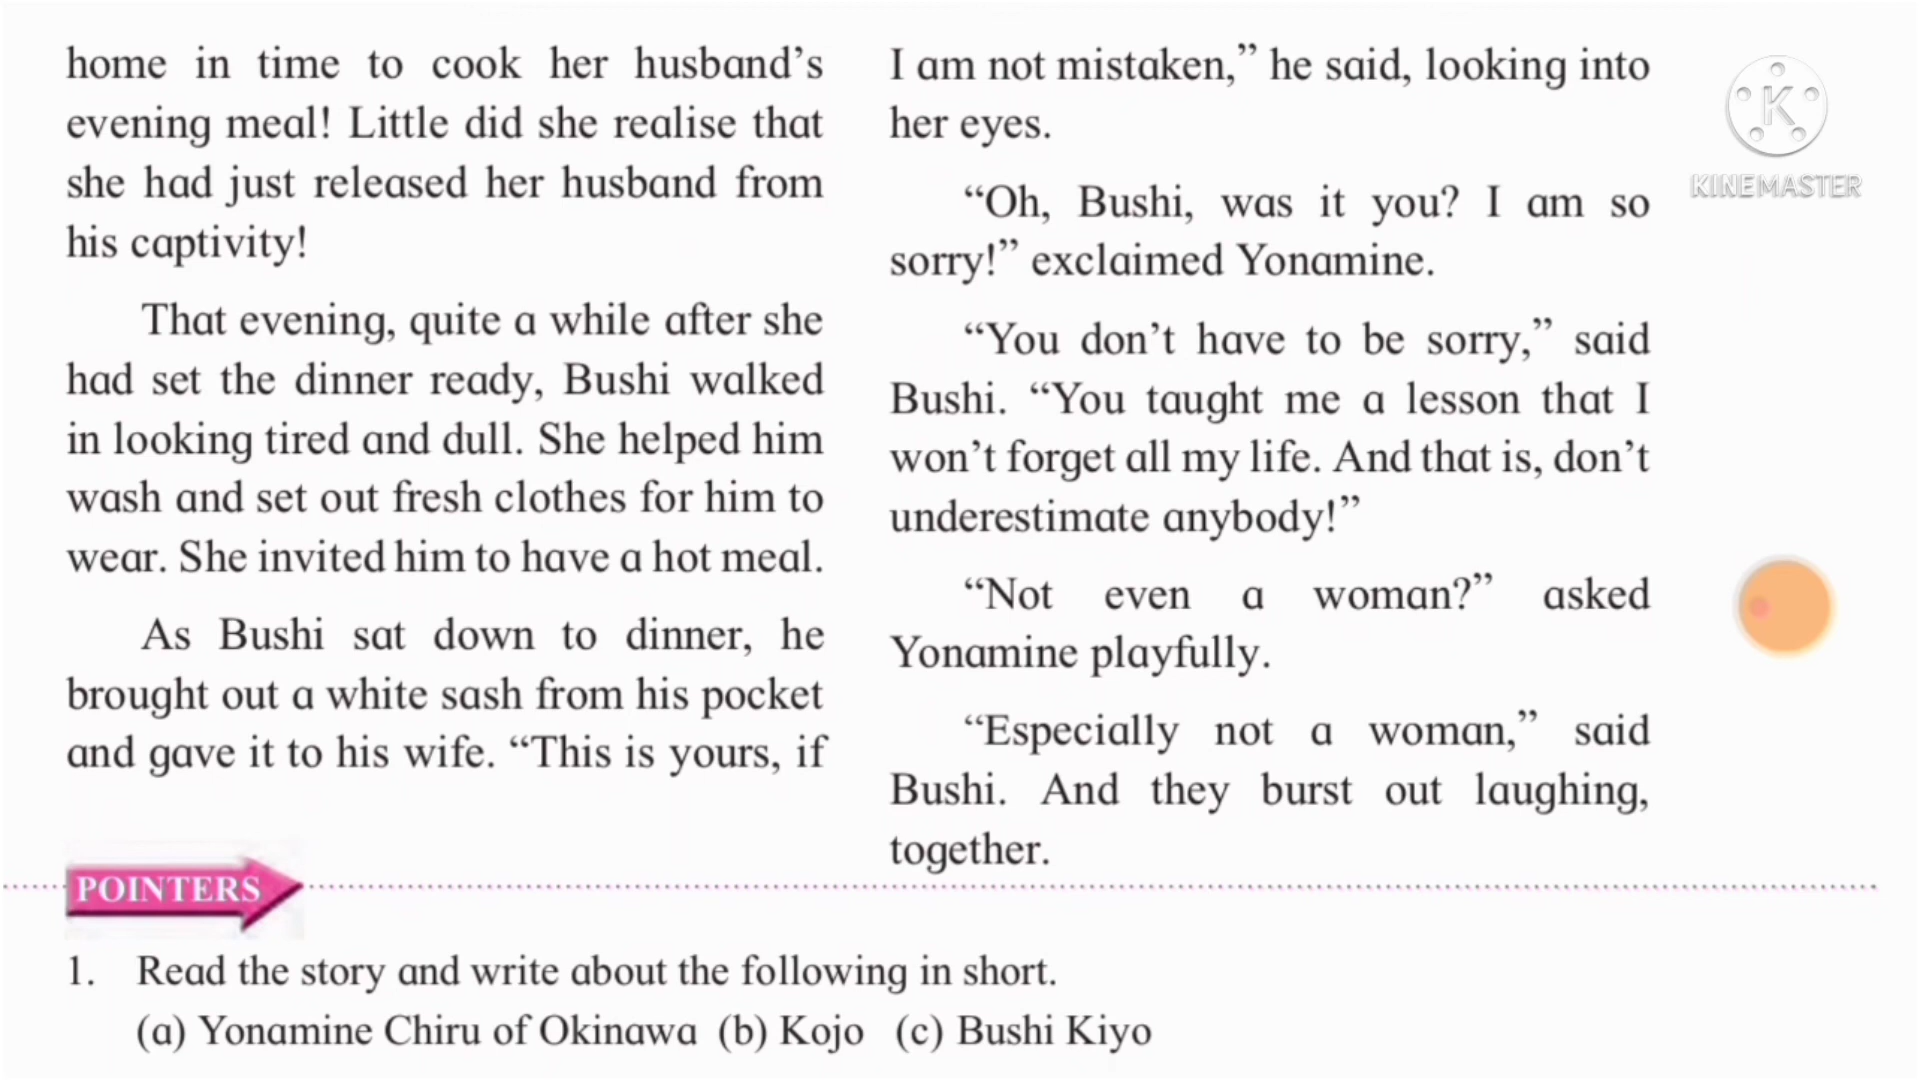 home in time to cook her husband's
evening meal! Little did she realise that
she had just released her husband from
his captivity!
That evening, quite a while after she
had set the dinner ready, Bushi walked
in looking tired and dull. She helped him
wash and set out fresh clothes for him to
wear. She invited him to have a hot meal.
As Bushi sat down to dinner, he
brought out a white sash from his pocket
and gave it to his wife. “This is yours, if
I am not mistaken,” he said, looking into
her eyes.
“Oh, Bushi, was it you? I am so
sorry!” exclaimed Yonamine.
“You don’t have to be sorry,” said
Bushi. “You taught me a lesson that I
won’t forget all my life. And that is, don’t
underestimate anybody!”
“Not even a woman?” asked
Yonamine playfully.
“Especially not a woman,” said
Bushi. And they burst out laughing,
together.
K
KINEMASTER
POINTERS
1. Read the story and write about the following in short.
(a) Yonamine Chiru of Okinawa (b) Kojo (c) Bushi Kiyo